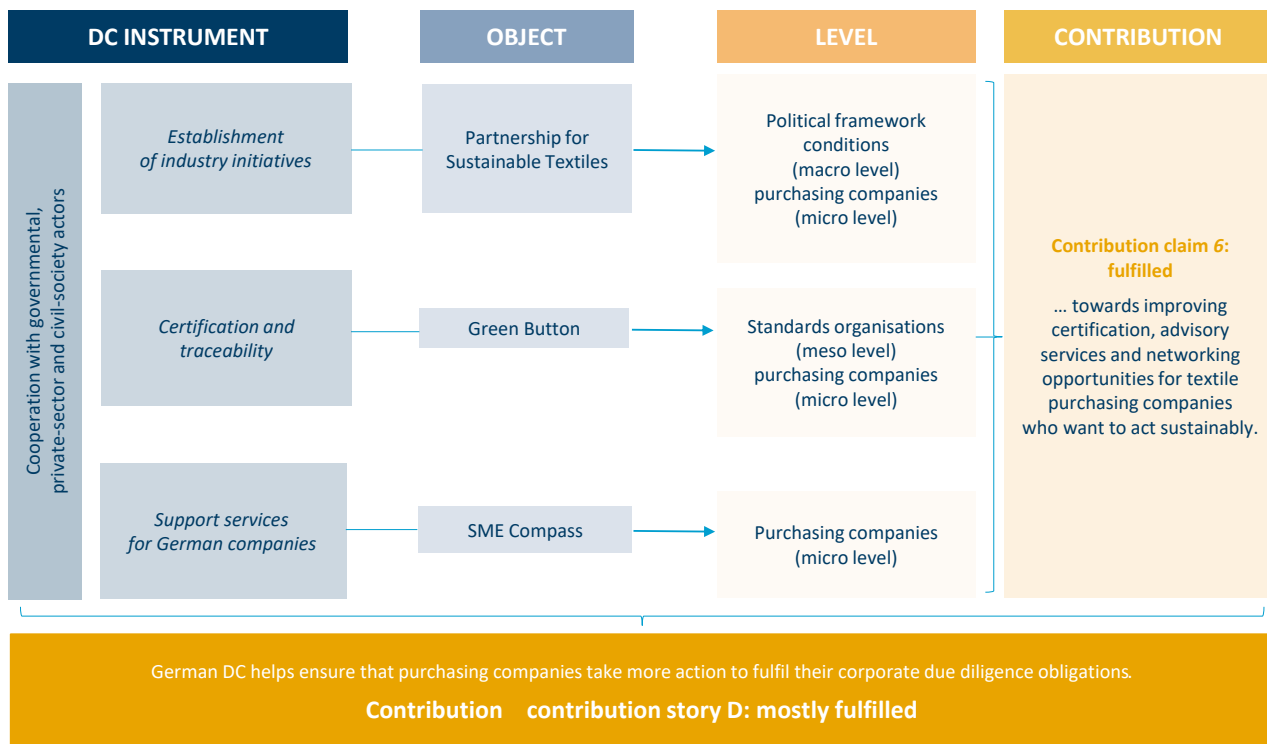 DC INSTRUMENT
OBJECT
LEVEL
CONTRIBUTION
Cooperation with governmental,
private-sector and civil-society actors
Establishment
of industry initiatives
Partnership for
Sustainable Textiles
Political framework
conditions
(macro level)
purchasing companies
(micro level)
Certification and
traceability
Green Button
Standards organisations
(meso level)
purchasing companies
(micro level)
Support services
for German companies
SME Compass
Purchasing companies
(micro level)
Contribution claim 6:
fulfilled
... towards improving
certification, advisory
services and networking
opportunities for textile
purchasing companies
who want to act sustainably.
German DC helps ensure that purchasing companies take more action to fulfil their corporate due diligence obligations.
Contribution contribution story D: mostly fulfilled